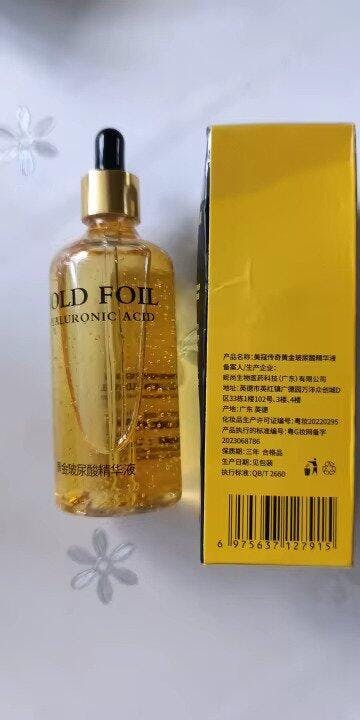 OLD FOIL
YALURONIC ACID
黄金玻尿酸精华液
产品名称:美冠传奇黄金玻尿酸精华液
备案人/生产企业:
妮尚生物医药科技(广东)有限公司
地址:英德市英红镇广德园万洋众创城D
区33栋1楼102号,3楼,4楼
产地:广东 英德
化妆品生产许可证编号:粤妆20220295
产品执行的标准编号:粤G妆网备字
2023068786
保质期:三年 合格品
生产日期:见包装
执行标准:QB/T 2660
6 975637 127915